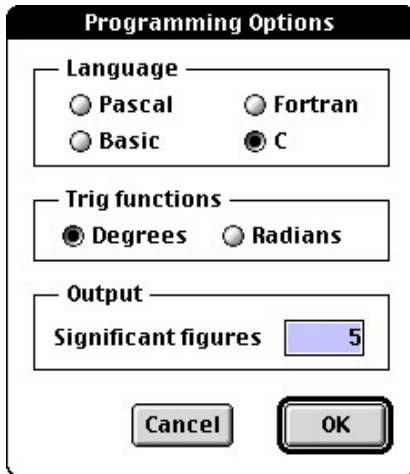 Programming Options
Language
Pascal Fortran
Basic C
Trig functions
Degrees Radians
Output
Significant figures 5
Cancel OK